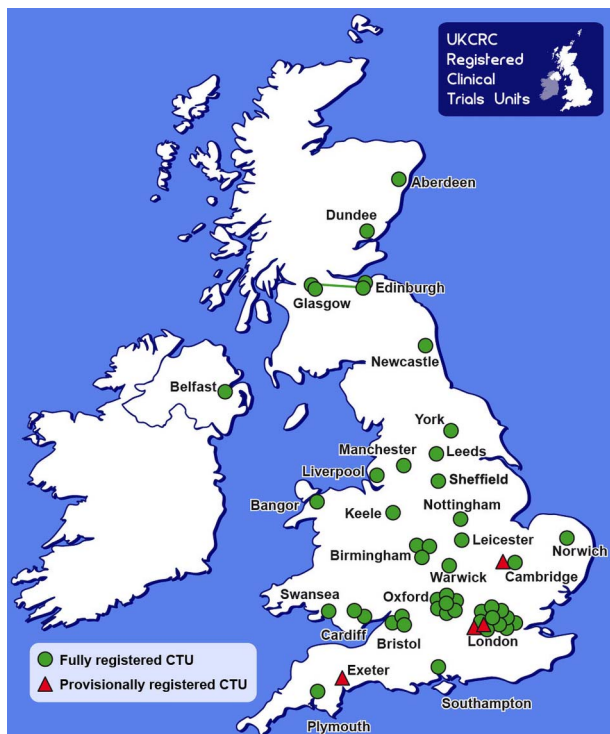 UKCRC
Registered
Clinical
Trials Units
Aberdeen
Dundee
Edinburgh
Glasgow
Newcastle
Belfast
York
Leeds
Manchester
Liverpool
Sheffield
Bangor
Keele
Nottingham
Leicester
Norwich
Birmingham
Warwick
Cambridge
Swansea
Oxford
Cardiff
Bristol
London
Fully registered CTU
Provisionally registered CTU
Exeter
Southampton
Plymouth